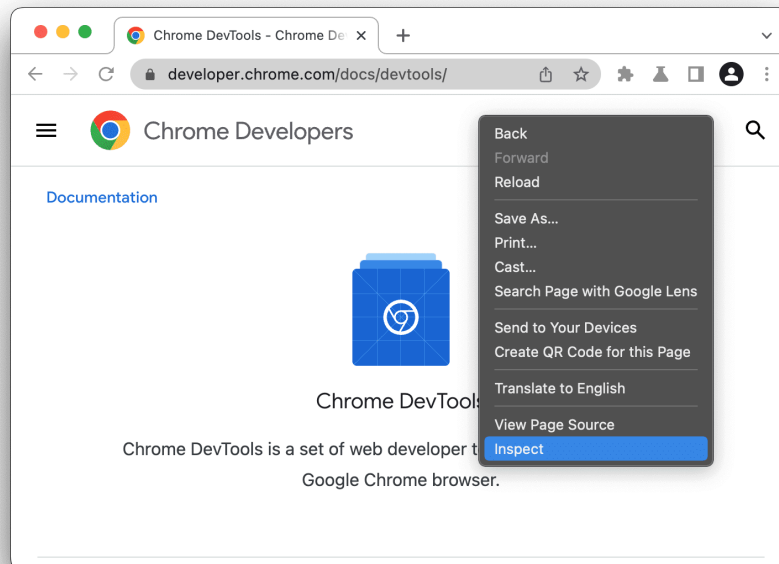 Chrome DevTools - Chrome De
developer.chrome.com/docs/devtools/
Chrome Developers
Documentation
Back
Forward
Reload
Save As...
Print...
Cast...
Search Page with Google Lens
Send to Your Devices
Create QR Code for this Page
Translate to English
View Page Source
Inspect
Chrome DevTools
Chrome DevTools is a set of web developer t
Google Chrome browser.